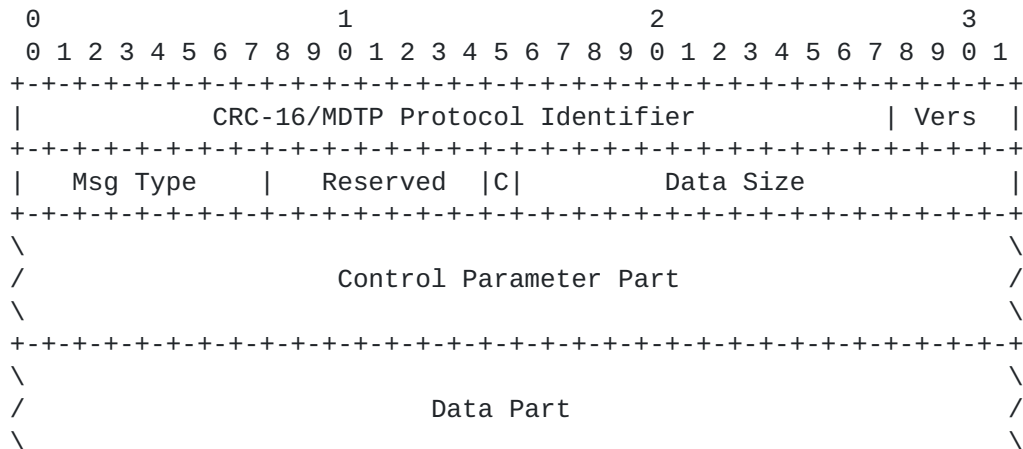 0                   1                   2                   3
 0 1 2 3 4 5 6 7 8 9 0 1 2 3 4 5 6 7 8 9 0 1 2 3 4 5 6 7 8 9 0 1
+-+-+-+-+-+-+-+-+-+-+-+-+-+-+-+-+-+-+-+-+-+-+-+-+-+-+-+-+-+-+-+-+
|            CRC-16/MDTP Protocol Identifier            | Vers  |
+-+-+-+-+-+-+-+-+-+-+-+-+-+-+-+-+-+-+-+-+-+-+-+-+-+-+-+-+-+-+-+-+
|   Msg Type    |   Reserved  |C|         Data Size             |
+-+-+-+-+-+-+-+-+-+-+-+-+-+-+-+-+-+-+-+-+-+-+-+-+-+-+-+-+-+-+-+-+
\                                                               \
/                    Control Parameter Part                     /
\                                                               \
+-+-+-+-+-+-+-+-+-+-+-+-+-+-+-+-+-+-+-+-+-+-+-+-+-+-+-+-+-+-+-+-+
\                                                               \
/                          Data Part                            /
\                                                               \